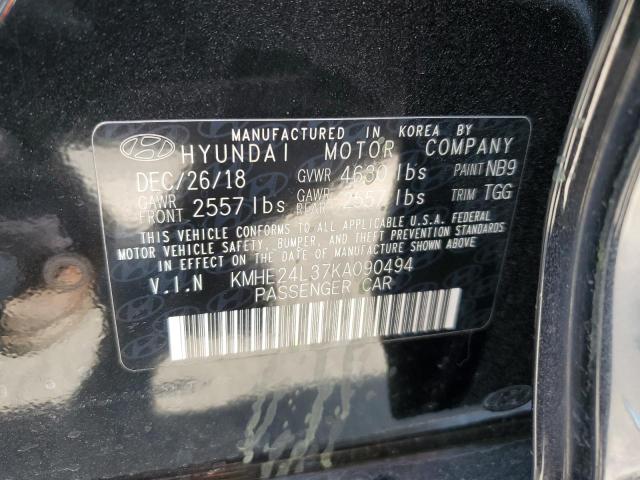 MANUFACTURED IN KOREA BY
HYUNDAI MOTOR COMPANY
DEC/26/18 GVWR 4630 lbs PAINT NB9
GAWR FRONT 2557 lbs GAWR REAR 2557 lbs TRIM TGG
THIS VEHICLE CONFORMS TO ALL APPLICABLE U.S.A. FEDERAL
MOTOR VEHICLE SAFETY, BUMPER, AND THEFT PREVENTION STANDARDS
IN EFFECT ON THE DATE OF MANUFACTURE SHOWN ABOVE.
V.I.N KMHE24L37KA090494
PASSENGER CAR